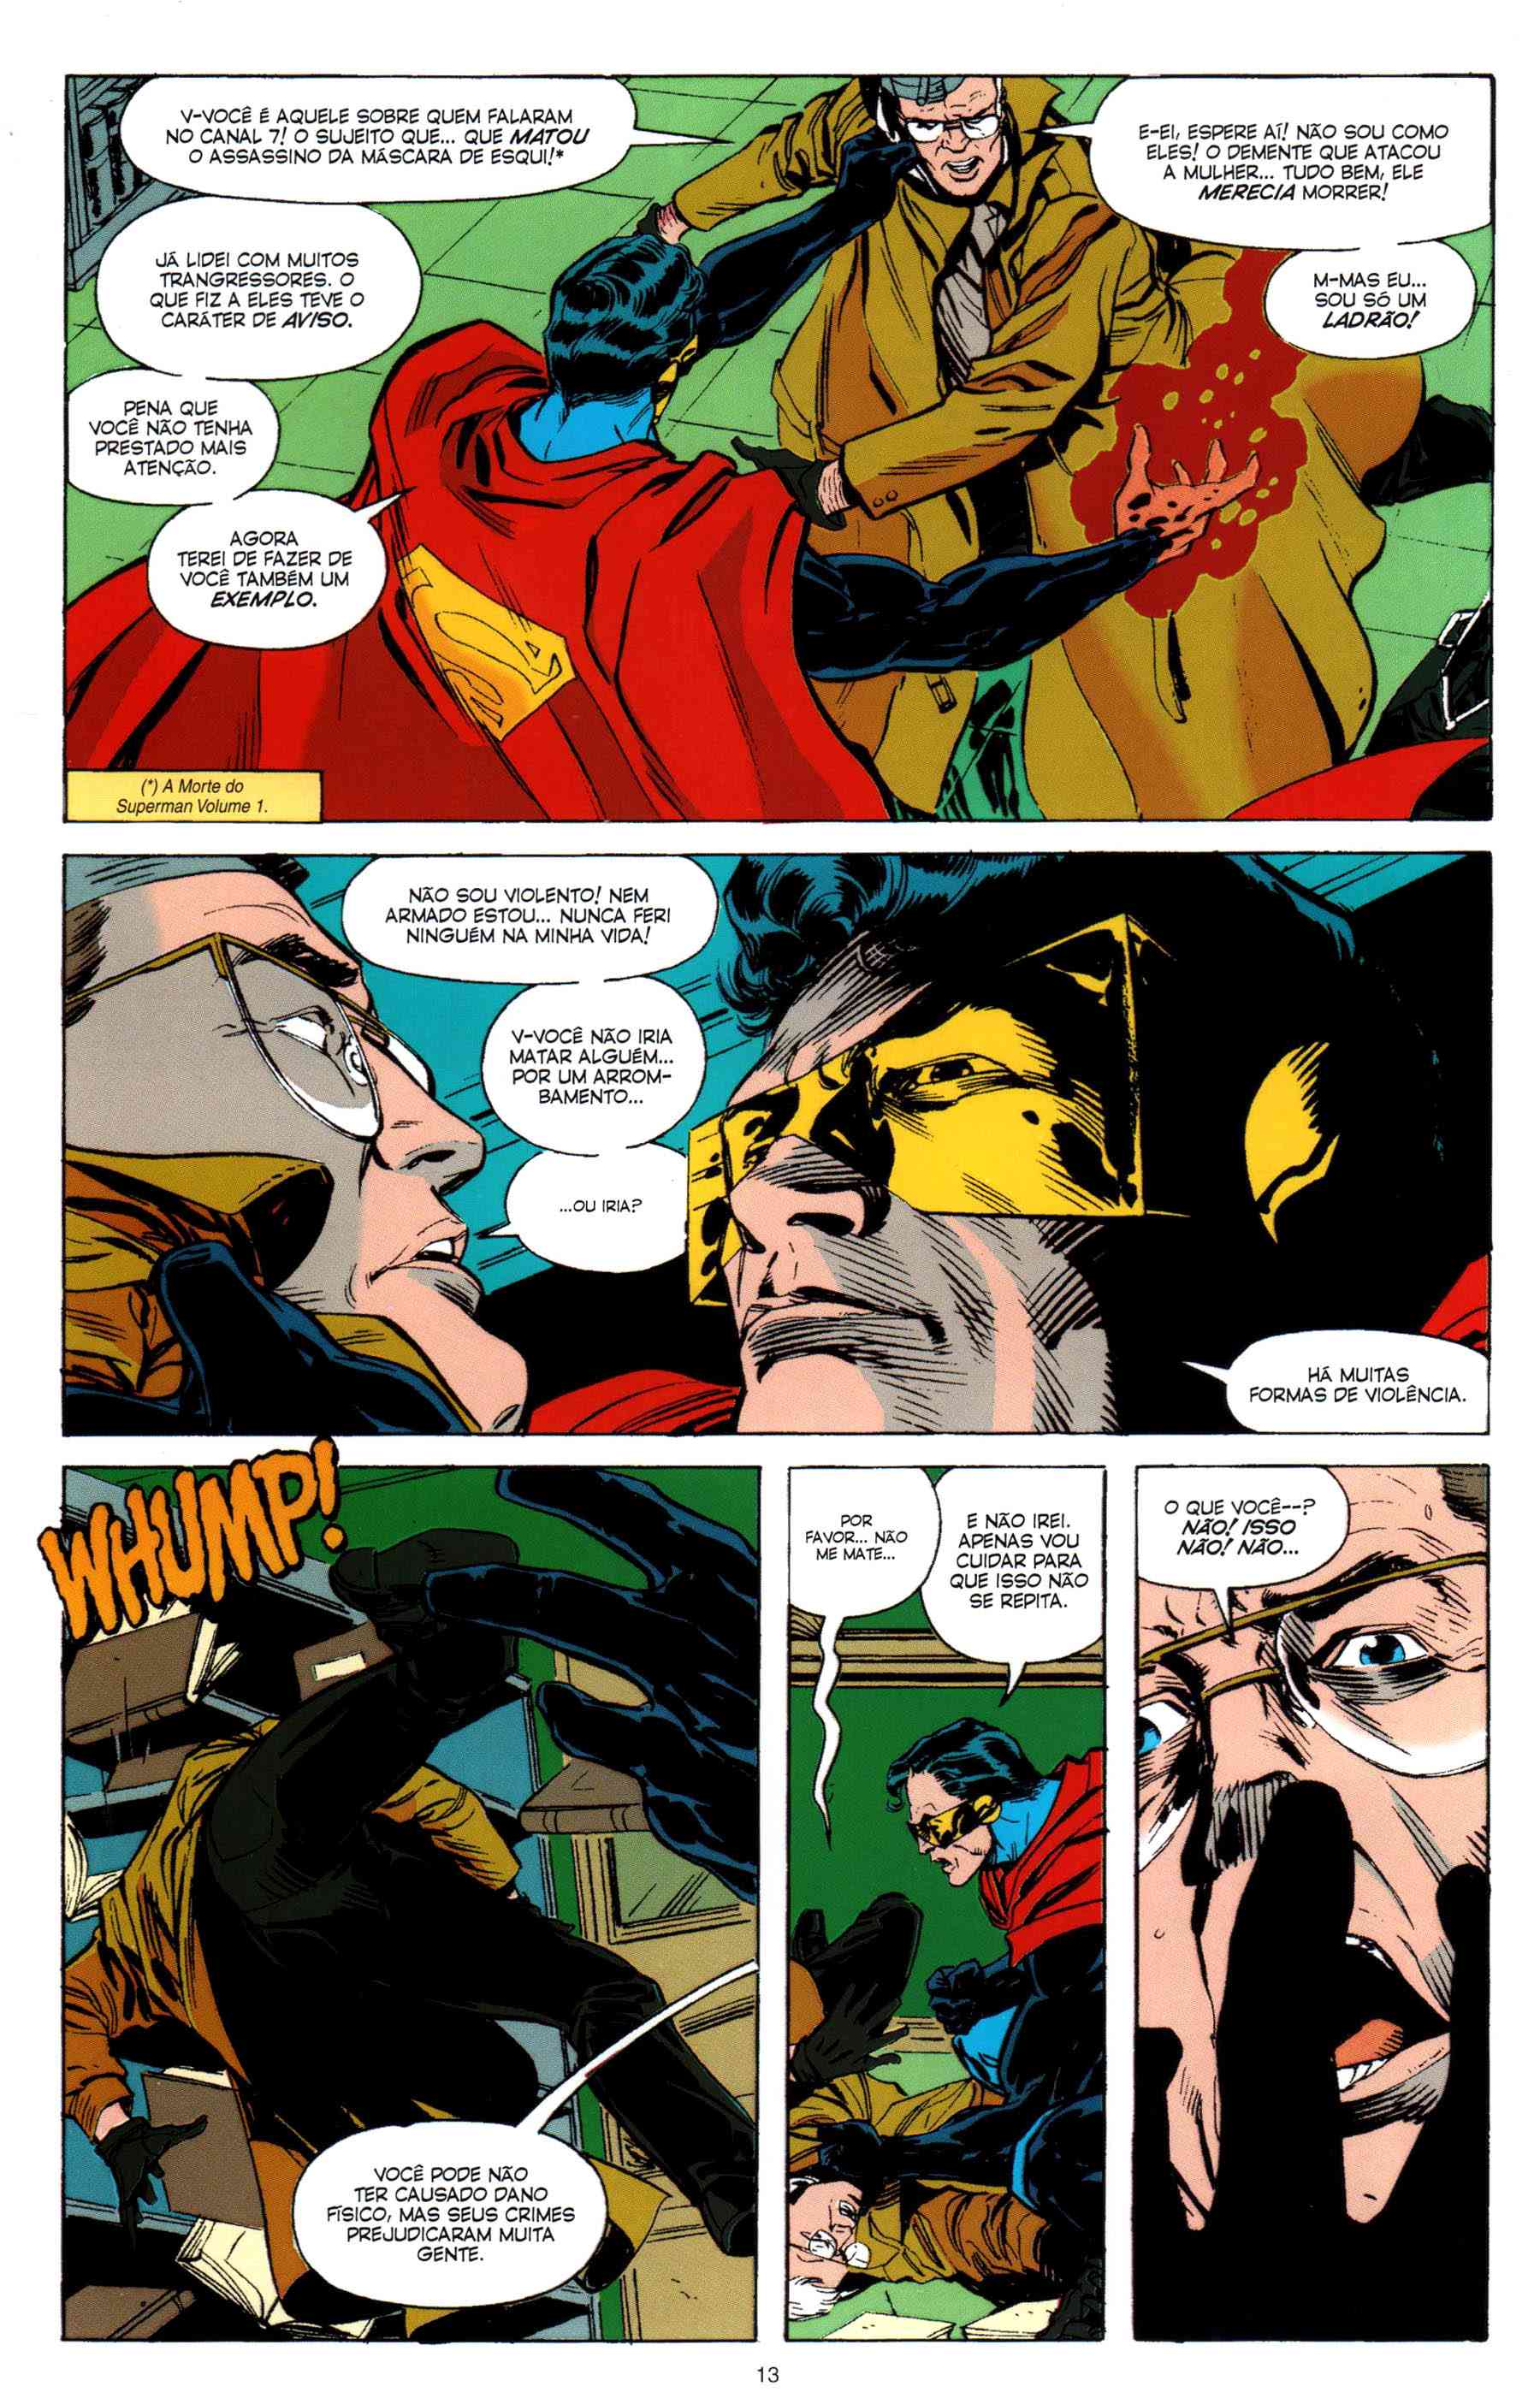 V-VOCÊ É AQUELE SOBRE QUEM FALARAM
NO CANAL 7! O SUJEITO QUE... QUE MATOU
O ASSASSINO DA MÁSCARA DE ESQUI!*
E-EI, ESPERE AÍ! NÃO SOU COMO
ELES! O DEMENTE QUE ATACOU
A MULHER... TUDO BEM, ELE
MERECIA MORRER!
M-MAS EU...
SOU SÓ UM
LADRÃO!
JÁ LIDEI COM MUITOS
TRANGRESSORES. O
QUE FIZ A ELES TEVE O
CARÁTER DE AVISO.
PENA QUE
VOCÊ NÃO TENHA
PRESTADO MAIS
ATENÇÃO.
AGORA
TEREI DE FAZER DE
VOCÊ TAMBÉM UM
EXEMPLO.
(*) A Morte do
Superman Volume 1.
NÃO SOU VIOLENTO! NEM
ARMADO ESTOU... NUNCA FERI
NINGUÉM NA MINHA VIDA!
V-VOCÊ NÃO IRIA
MATAR ALGUÉM...
POR UM ARROM-
BAMENTO...
...OU IRIA?
HÁ MUITAS
FORMAS DE VIOLÊNCIA.
WHUMP!
VOCÊ PODE NÃO
TER CAUSADO DANO
FÍSICO, MAS SEUS CRIMES
PREJUDICARAM MUITA
GENTE.
POR
FAVOR... NÃO
ME MATE...
E NÃO IREI.
APENAS VOU
CUIDAR PARA
QUE ISSO NÃO
SE REPITA.
O QUE VOCÊ--?
NÃO! ISSO
NÃO! NÃO...
13